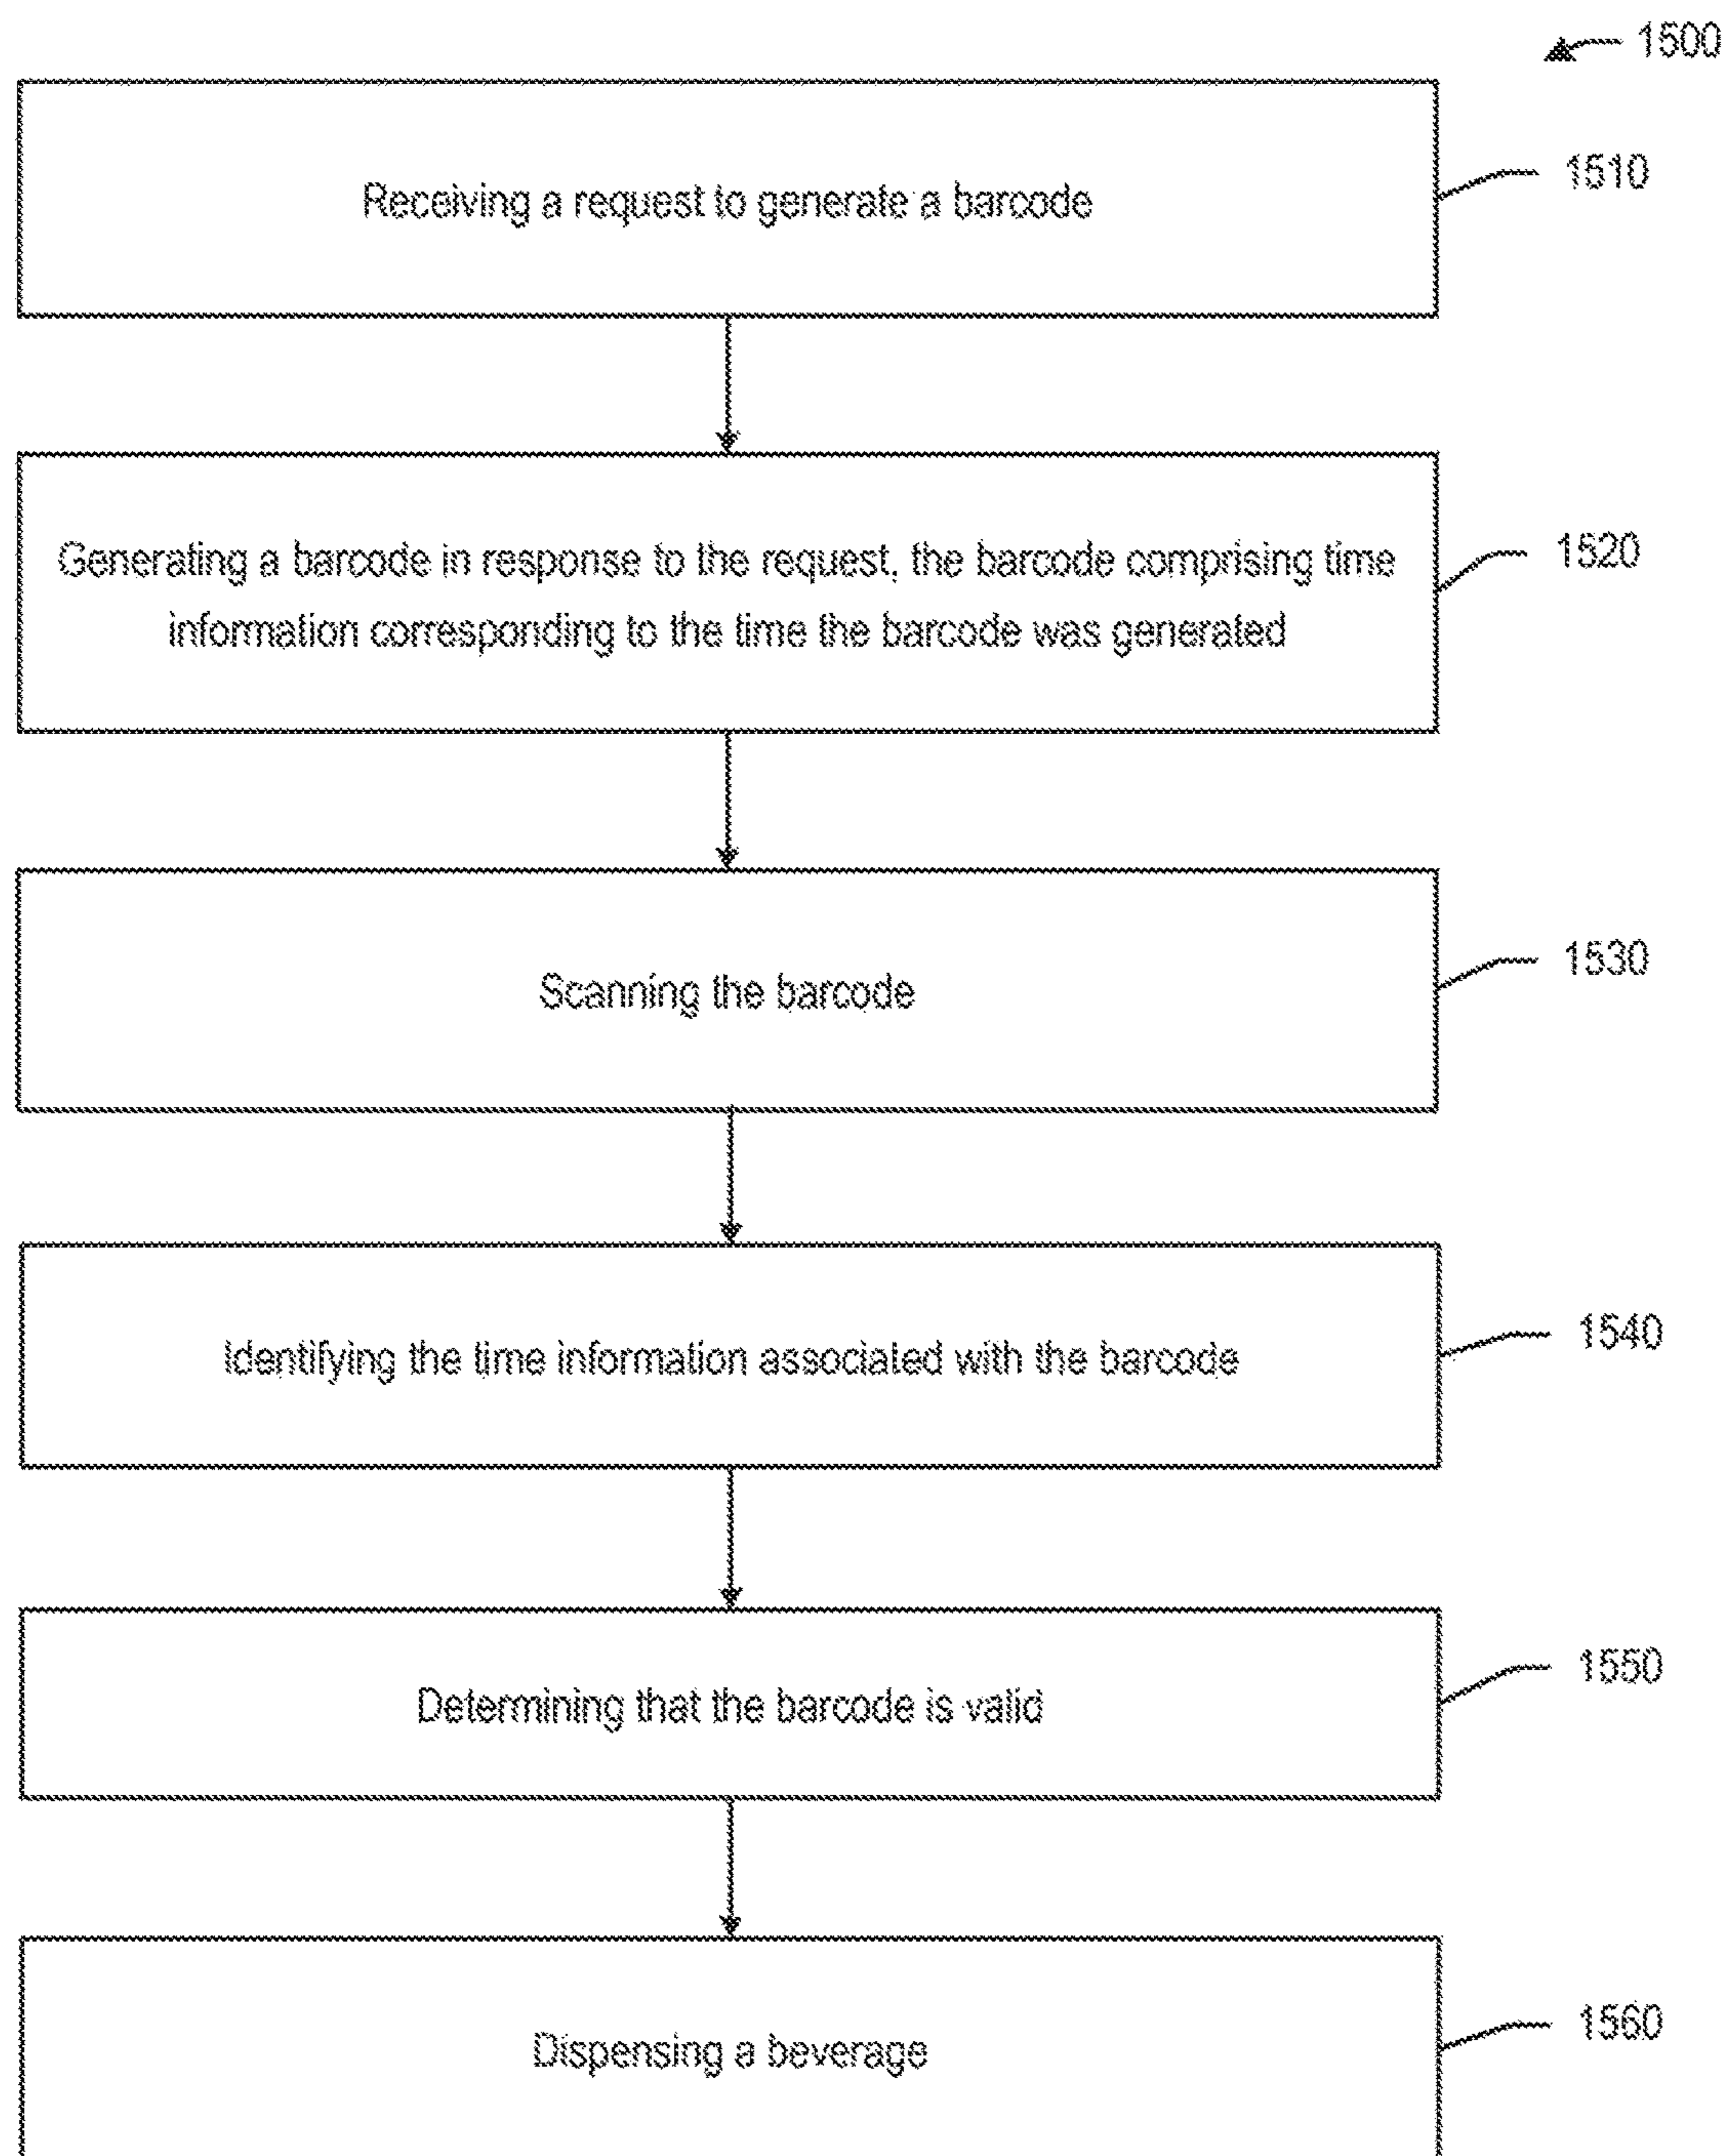 1500
Receiving a request to generate a barcode
1510
Generating a barcode in response to the request, the barcode comprising time
information corresponding to the time the barcode was generated
1520
Scanning the barcode
1530
Identifying the time information associated with the barcode
1540
Determining that the barcode is valid
1550
Dispensing a beverage
1560